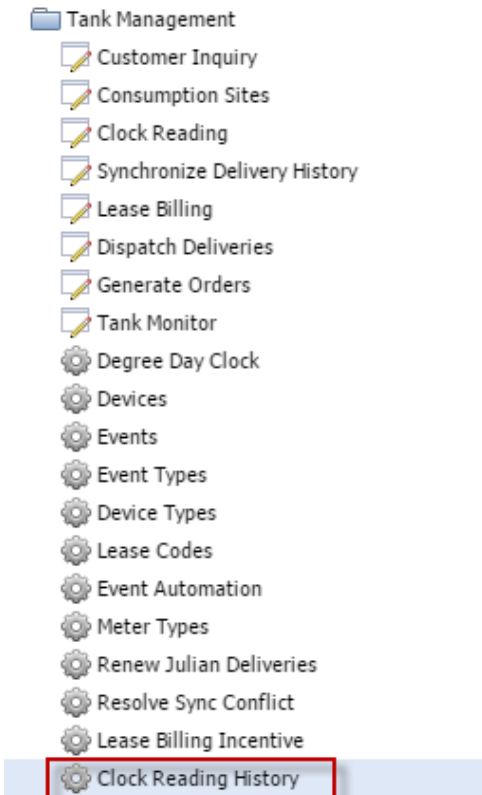 Tank Management
Customer Inquiry
Consumption Sites
Clock Reading
Synchronize Delivery History
Lease Billing
Dispatch Deliveries
Generate Orders
Tank Monitor
Degree Day Clock
Devices
Events
Event Types
Device Types
Lease Codes
Event Automation
Meter Types
Renew Julian Deliveries
Resolve Sync Conflict
Lease Billing Incentive
Clock Reading History